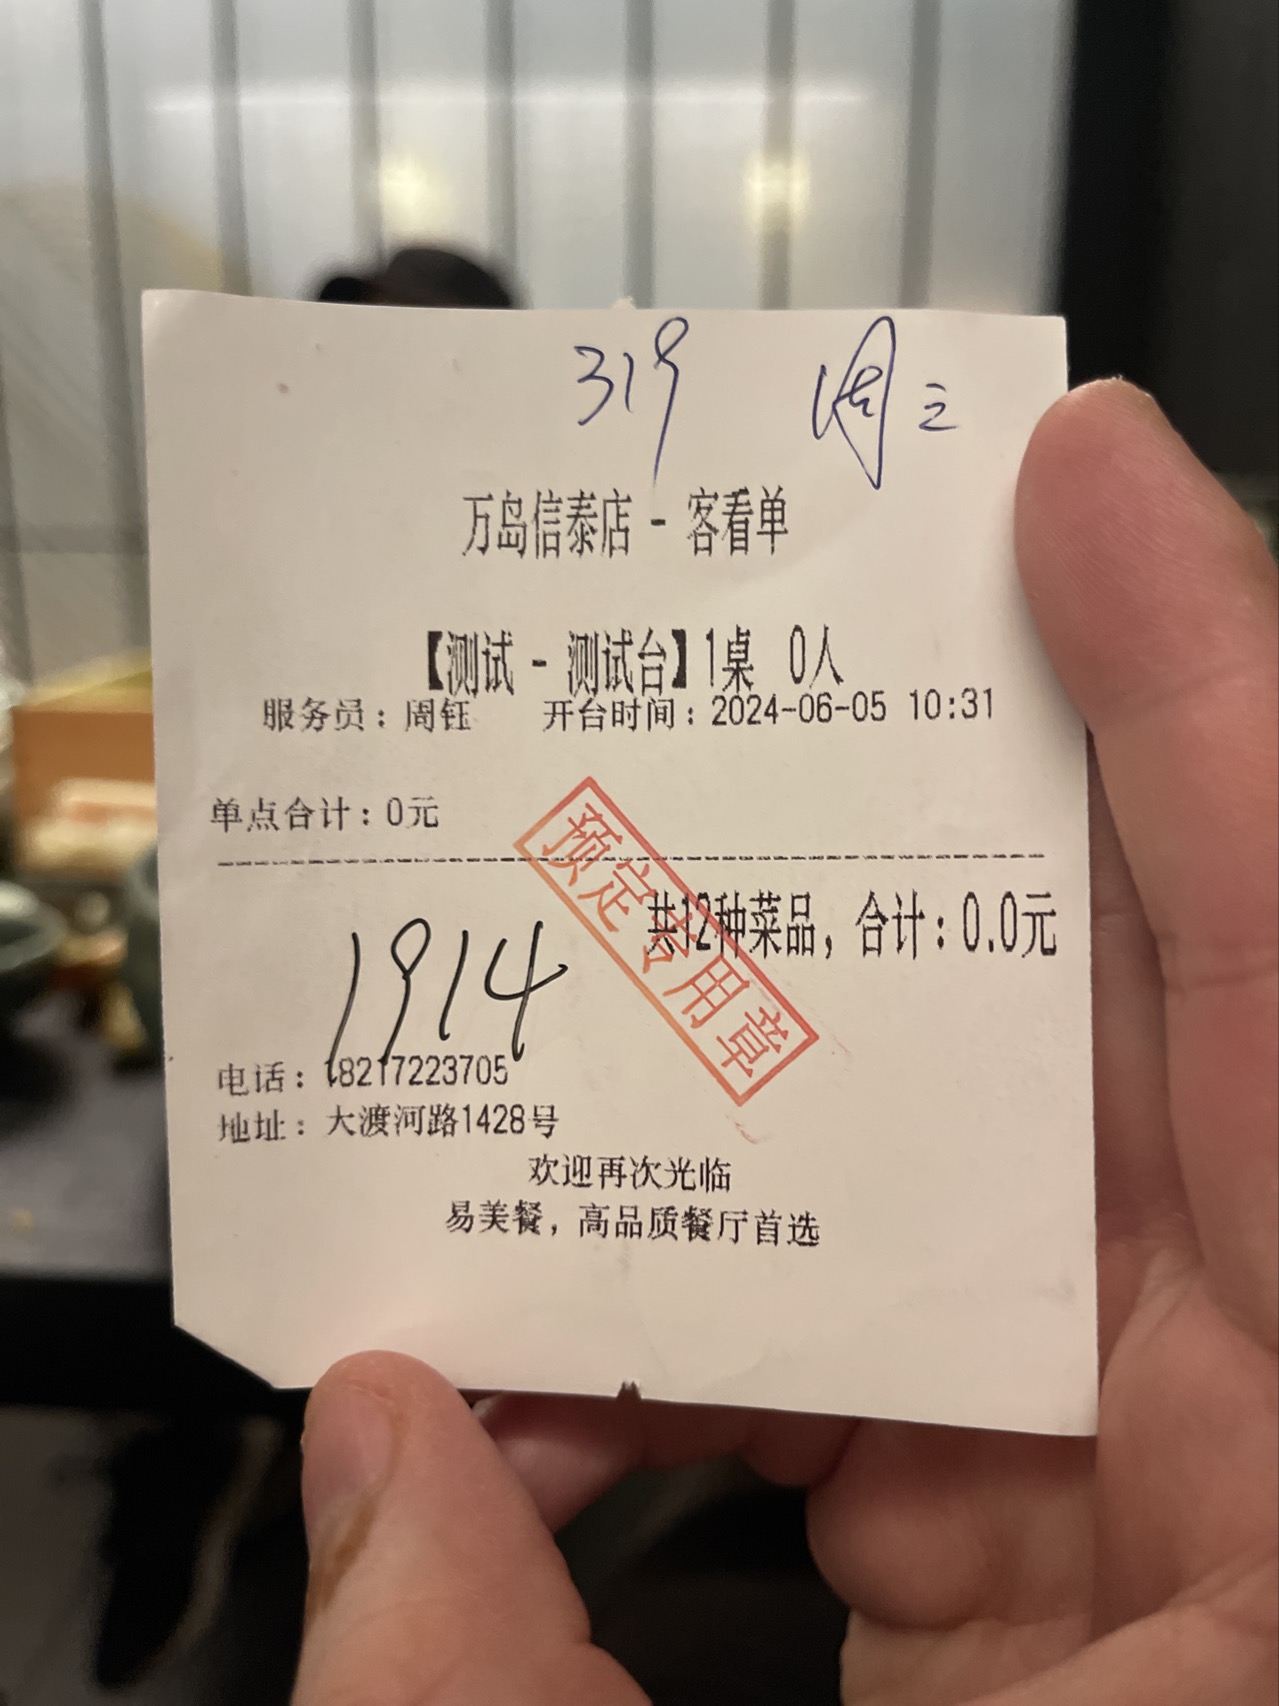 319 周三
万岛信泰店 - 客看单
【测试 - 测试台】1桌 0人
服务员：周钰 开台时间：2024-06-05 10:31
单点合计：0元
预定专用章
共12种菜品，合计：0.0元
1914
电话：18217223705
地址：大渡河路1428号
欢迎再次光临
易美餐，高品质餐厅首选